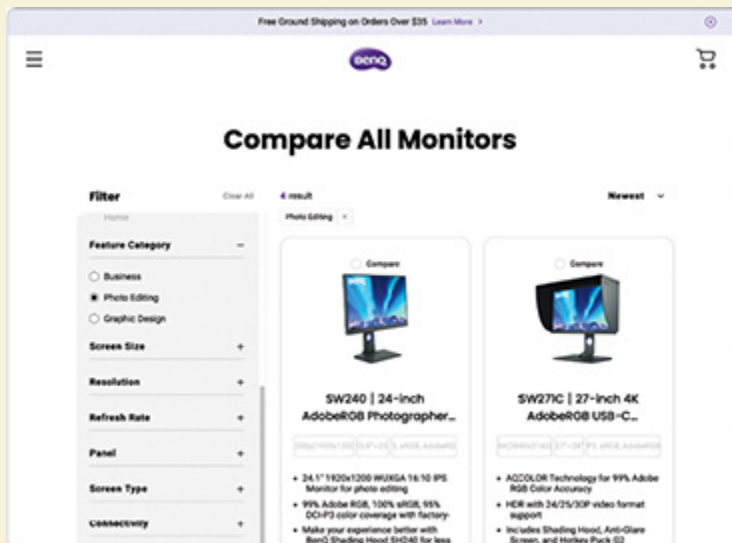 Free Ground Shipping on Orders Over $35 Learn More >
BenQ
Compare All Monitors
Filter
Clear All
Home
Feature Category −
Business
Photo Editing
Graphic Design
Screen Size +
Resolution +
Refresh Rate +
Panel +
Screen Type +
Connectivity +
4 result
Newest
Photo Editing ×
Compare
SW240 | 24-inch
AdobeRGB Photographer...
+ 24.1" 1920x1200 WUXGA 16:10 IPS
Monitor for photo editing
+ 99% Adobe RGB, 100% sRGB, 95%
DCI-P3 color coverage with factory-
+ Make your experience better with
BenQ Shading Hood SH240 for less
Compare
SW271C | 27-inch 4K
AdobeRGB USB-C...
+ AQCOLOR Technology for 99% Adobe
RGB Color Accuracy
+ HDR with 24/25/30P video format
support
+ Includes Shading Hood, Anti-Glare
Screen, and Hotkey Puck G2